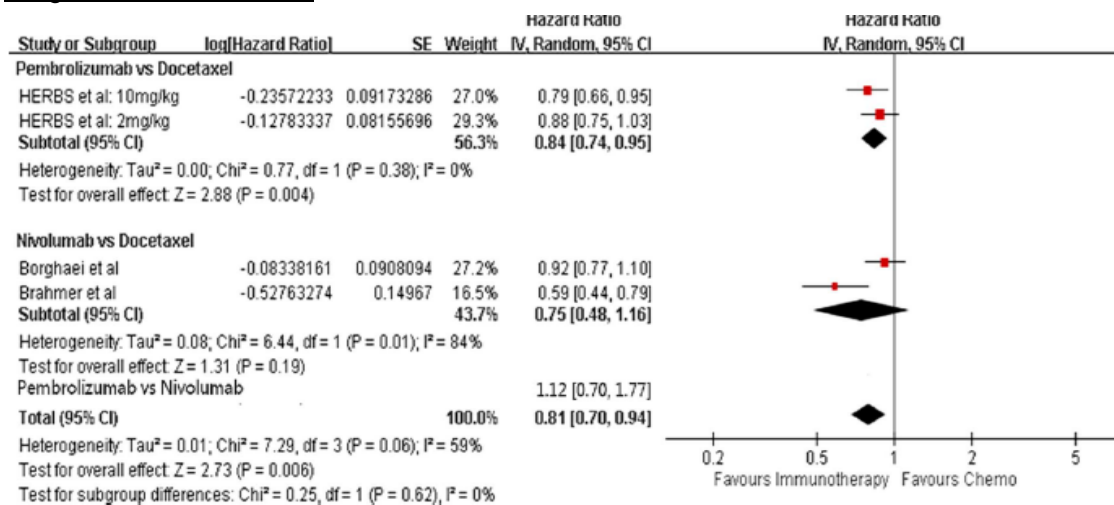 Hazard Ratio Hazard Ratio
Study or Subgroup log[Hazard Ratio] SE Weight IV, Random, 95% CI IV, Random, 95% CI
Pembrolizumab vs Docetaxel
HERBS et al: 10mg/kg -0.23572233 0.09173286 27.0% 0.79 [0.66, 0.95]
HERBS et al: 2mg/kg -0.12783337 0.08155696 29.3% 0.88 [0.75, 1.03]
Subtotal (95% CI) 56.3% 0.84 [0.74, 0.95]
Heterogeneity: Tau² = 0.00; Chi² = 0.77, df = 1 (P = 0.38); I² = 0%
Test for overall effect: Z = 2.88 (P = 0.004)
Nivolumab vs Docetaxel
Borghaei et al -0.08338161 0.0908094 27.2% 0.92 [0.77, 1.10]
Brahmer et al -0.52763274 0.14967 16.5% 0.59 [0.44, 0.79]
Subtotal (95% CI) 43.7% 0.75 [0.48, 1.16]
Heterogeneity: Tau² = 0.08; Chi² = 6.44, df = 1 (P = 0.01); I² = 84%
Test for overall effect: Z = 1.31 (P = 0.19)
Pembrolizumab vs Nivolumab 1.12 [0.70, 1.77]
Total (95% CI) 100.0% 0.81 [0.70, 0.94]
Heterogeneity: Tau² = 0.01; Chi² = 7.29, df = 3 (P = 0.06); I² = 59%
Test for overall effect: Z = 2.73 (P = 0.006)
Test for subgroup differences: Chi² = 0.25, df = 1 (P = 0.62), I² = 0%
0.2 0.5 1 2 5
Favours Immunotherapy Favours Chemo